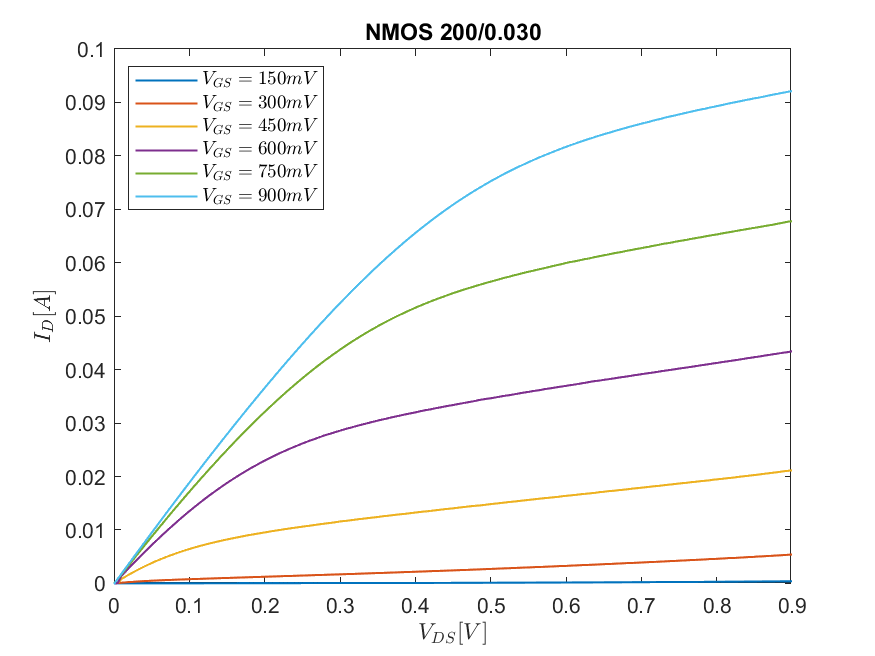 NMOS 200/0.030
V_GS = 150mV
V_GS = 300mV
V_GS = 450mV
V_GS = 600mV
V_GS = 750mV
V_GS = 900mV
0.1
0.09
0.08
0.07
0.06
0.05
0.04
0.03
0.02
0.01
0
I_D[A]
0 0.1 0.2 0.3 0.4 0.5 0.6 0.7 0.8 0.9
V_DS[V]